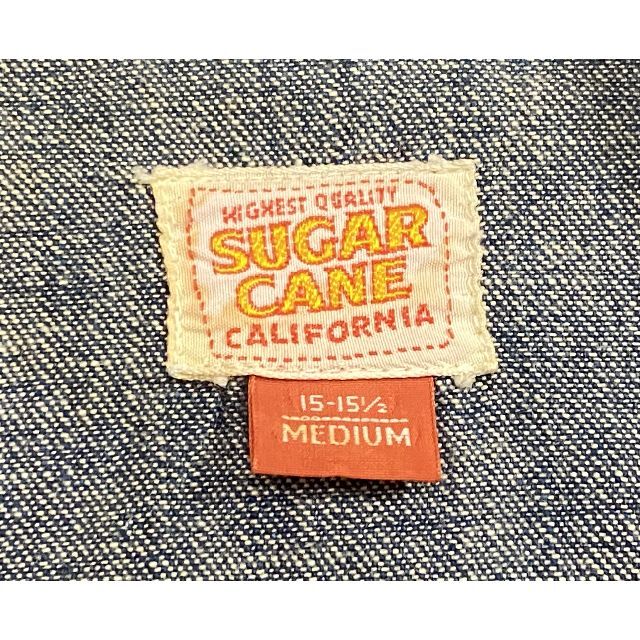 HIGHEST QUALITY
SUGAR
CANE
CALIFORNIA
15-15½
MEDIUM